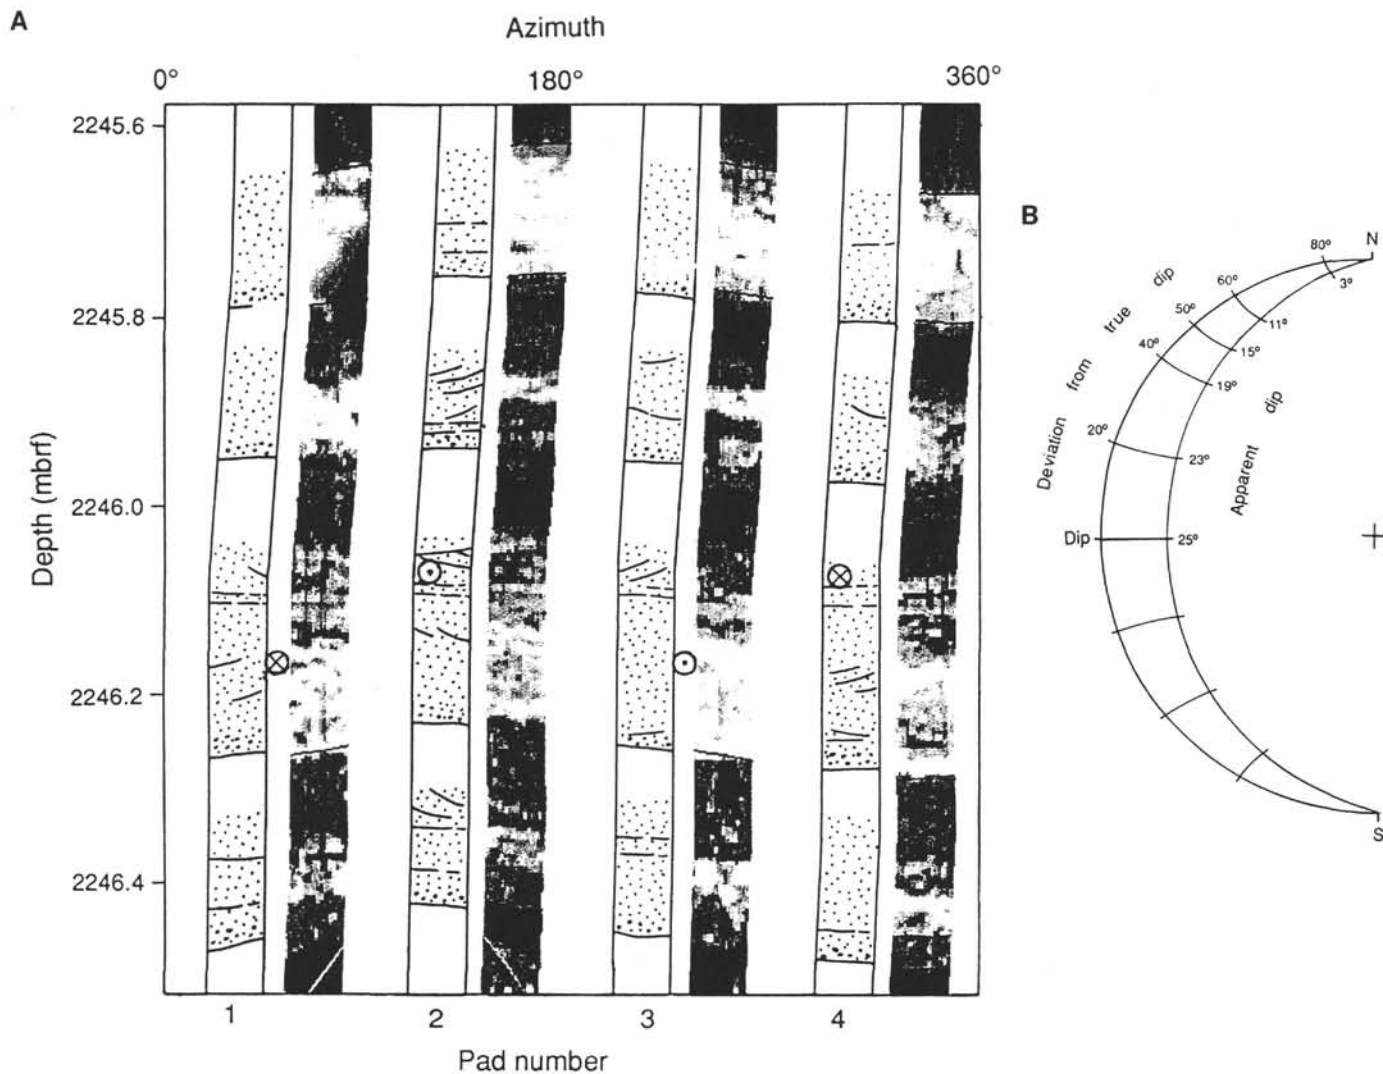 A
Azimuth
0° 180° 360°
2245.6
2245.8
2246.0
2246.2
2246.4
Depth (mbrf)
1 2 3 4
Pad number
B
N
80°
3°
60°
11°
50°
15°
40°
19°
20°
23°
Dip
25°
S
Deviation from true dip
Apparent dip